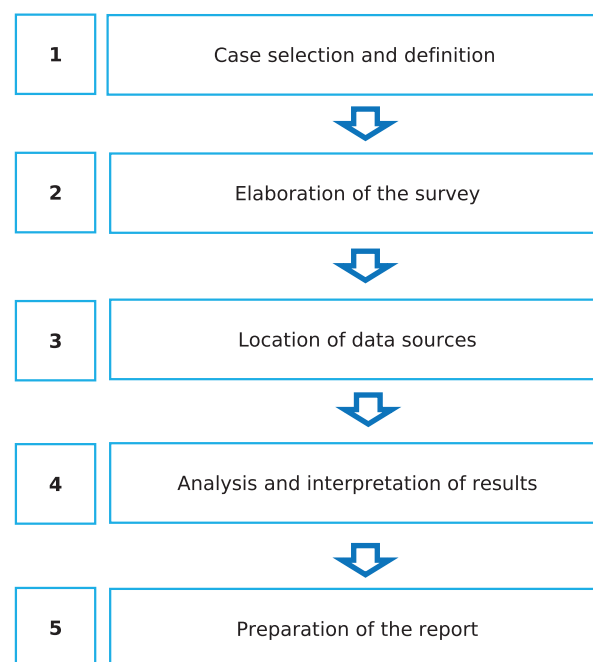 1
Case selection and definition
2
Elaboration of the survey
3
Location of data sources
4
Analysis and interpretation of results
5
Preparation of the report